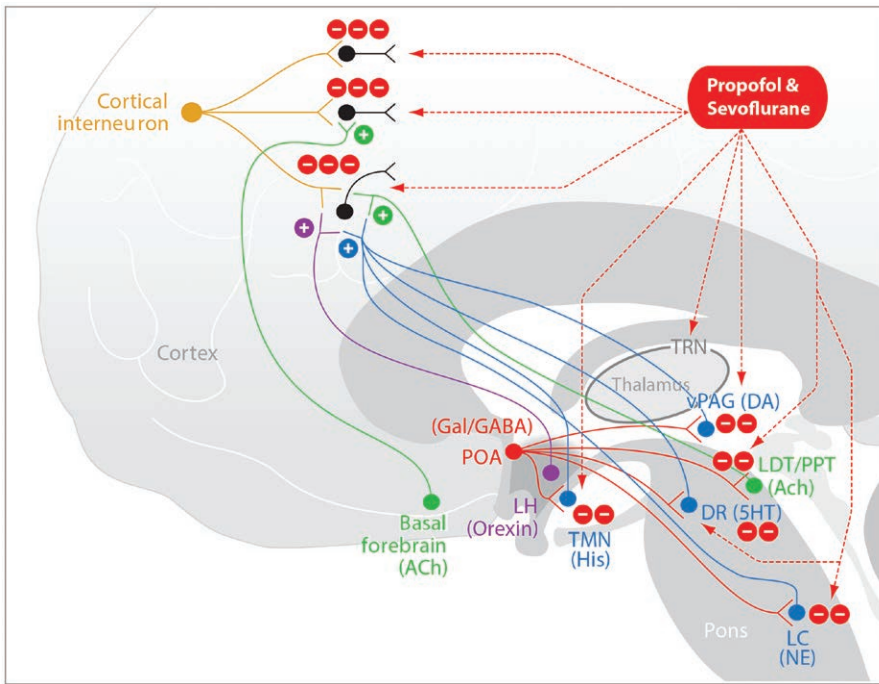 Propofol &
Sevoflurane
Cortical
interneuron
+
+
+
+
Cortex
TRN
Thalamus
vPAG (DA)
(Gal/GABA)
POA
LDT/PPT
(Ach)
LH
(Orexin)
DR (5HT)
TMN
(His)
Basal
forebrain
(ACh)
Pons
LC
(NE)